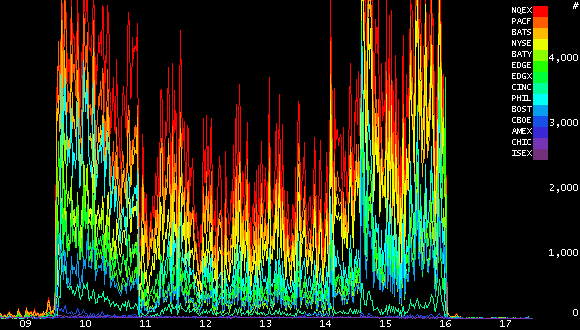 #
NQEX
PACF
BATS
NYSE
BATY
EDGE
EDGX
CINC
PHIL
BOST
CBOE
AMEX
CHIC
ISEX
4,000
3,000
2,000
1,000
0
09 10 11 12 13 14 15 16 17